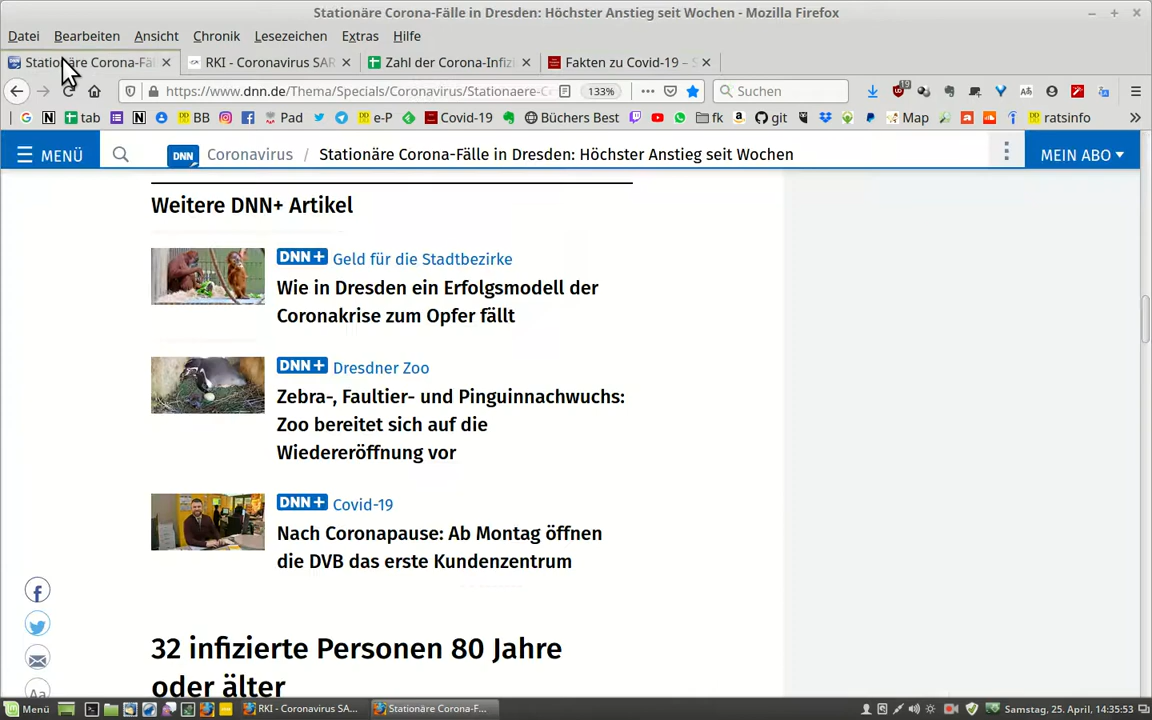 Stationäre Corona-Fälle in Dresden: Höchster Anstieg seit Wochen - Mozilla Firefox
Datei Bearbeiten Ansicht Chronik Lesezeichen Extras Hilfe
Stationäre Corona-Fäl RKI - Coronavirus SAR Zahl der Corona-Infizi Fakten zu Covid-19 – S
https://www.dnn.de/Thema/Specials/Coronavirus/Stationaere-C 133% Suchen
G N tab N BB Pad e-P Covid-19 Büchers Best fk git Map ratsinfo
MENÜ DNN Coronavirus / Stationäre Corona-Fälle in Dresden: Höchster Anstieg seit Wochen MEIN ABO
Weitere DNN+ Artikel
DNN+ Geld für die Stadtbezirke
Wie in Dresden ein Erfolgsmodell der
Coronakrise zum Opfer fällt
DNN+ Dresdner Zoo
Zebra-, Faultier- und Pinguinnachwuchs:
Zoo bereitet sich auf die
Wiedereröffnung vor
DNN+ Covid-19
Nach Coronapause: Ab Montag öffnen
die DVB das erste Kundenzentrum
32 infizierte Personen 80 Jahre
oder älter
Aa
Menü RKI - Coronavirus SA... Stationäre Corona-F... Samstag, 25. April, 14:35:53